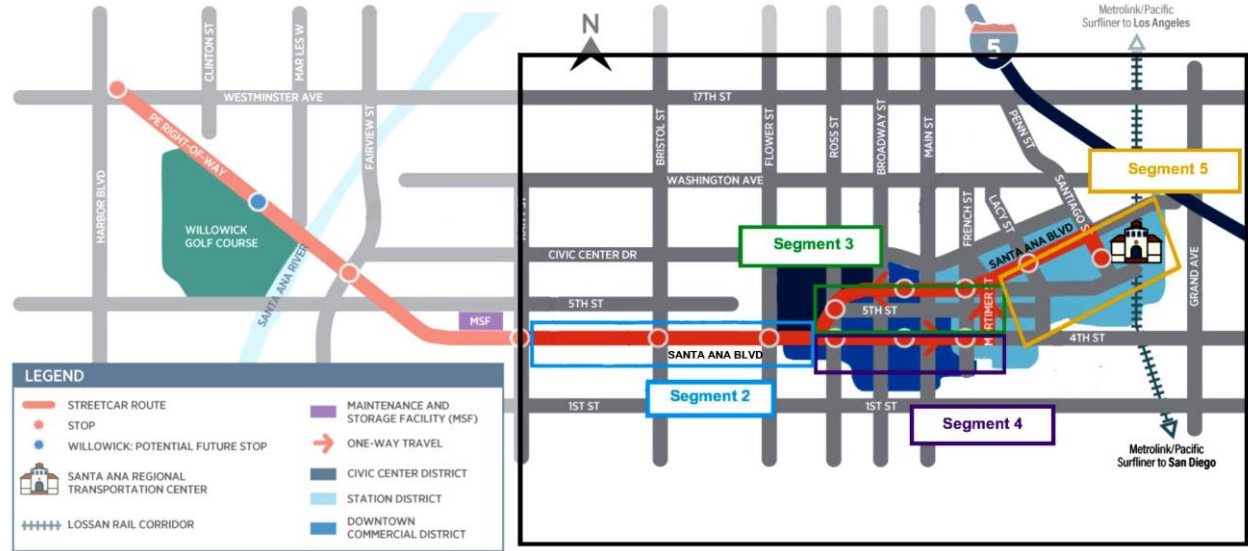 Metrolink/Pacific
Surfliner to Los Angeles
N
5
CLINTON ST
MAR LES W
WESTMINSTER AVE
17TH ST
PE RIGHT-OF-WAY
HARBOR BLVD
FAIRVIEW ST
BRISTOL ST
FLOWER ST
ROSS ST
BROADWAY ST
MAIN ST
PENN ST
Segment 5
WASHINGTON AVE
SANTIAGO S
WILLOWICK
GOLF COURSE
SANTA ANA RIVER
FRENCH ST
LACY ST
Segment 3
SANTA ANA BLVD
CIVIC CENTER DR
GRAND AVE
5TH ST
5TH ST
MORTIMER ST
MSF
4TH ST
SANTA ANA BLVD
LEGEND
STREETCAR ROUTE
STOP
WILLOWICK: POTENTIAL FUTURE STOP
SANTA ANA REGIONAL
TRANSPORTATION CENTER
LOSSAN RAIL CORRIDOR
MAINTENANCE AND
STORAGE FACILITY (MSF)
ONE-WAY TRAVEL
CIVIC CENTER DISTRICT
STATION DISTRICT
DOWNTOWN
COMMERCIAL DISTRICT
Segment 2
1ST ST
1ST ST
Segment 4
Metrolink/Pacific
Surfliner to San Diego